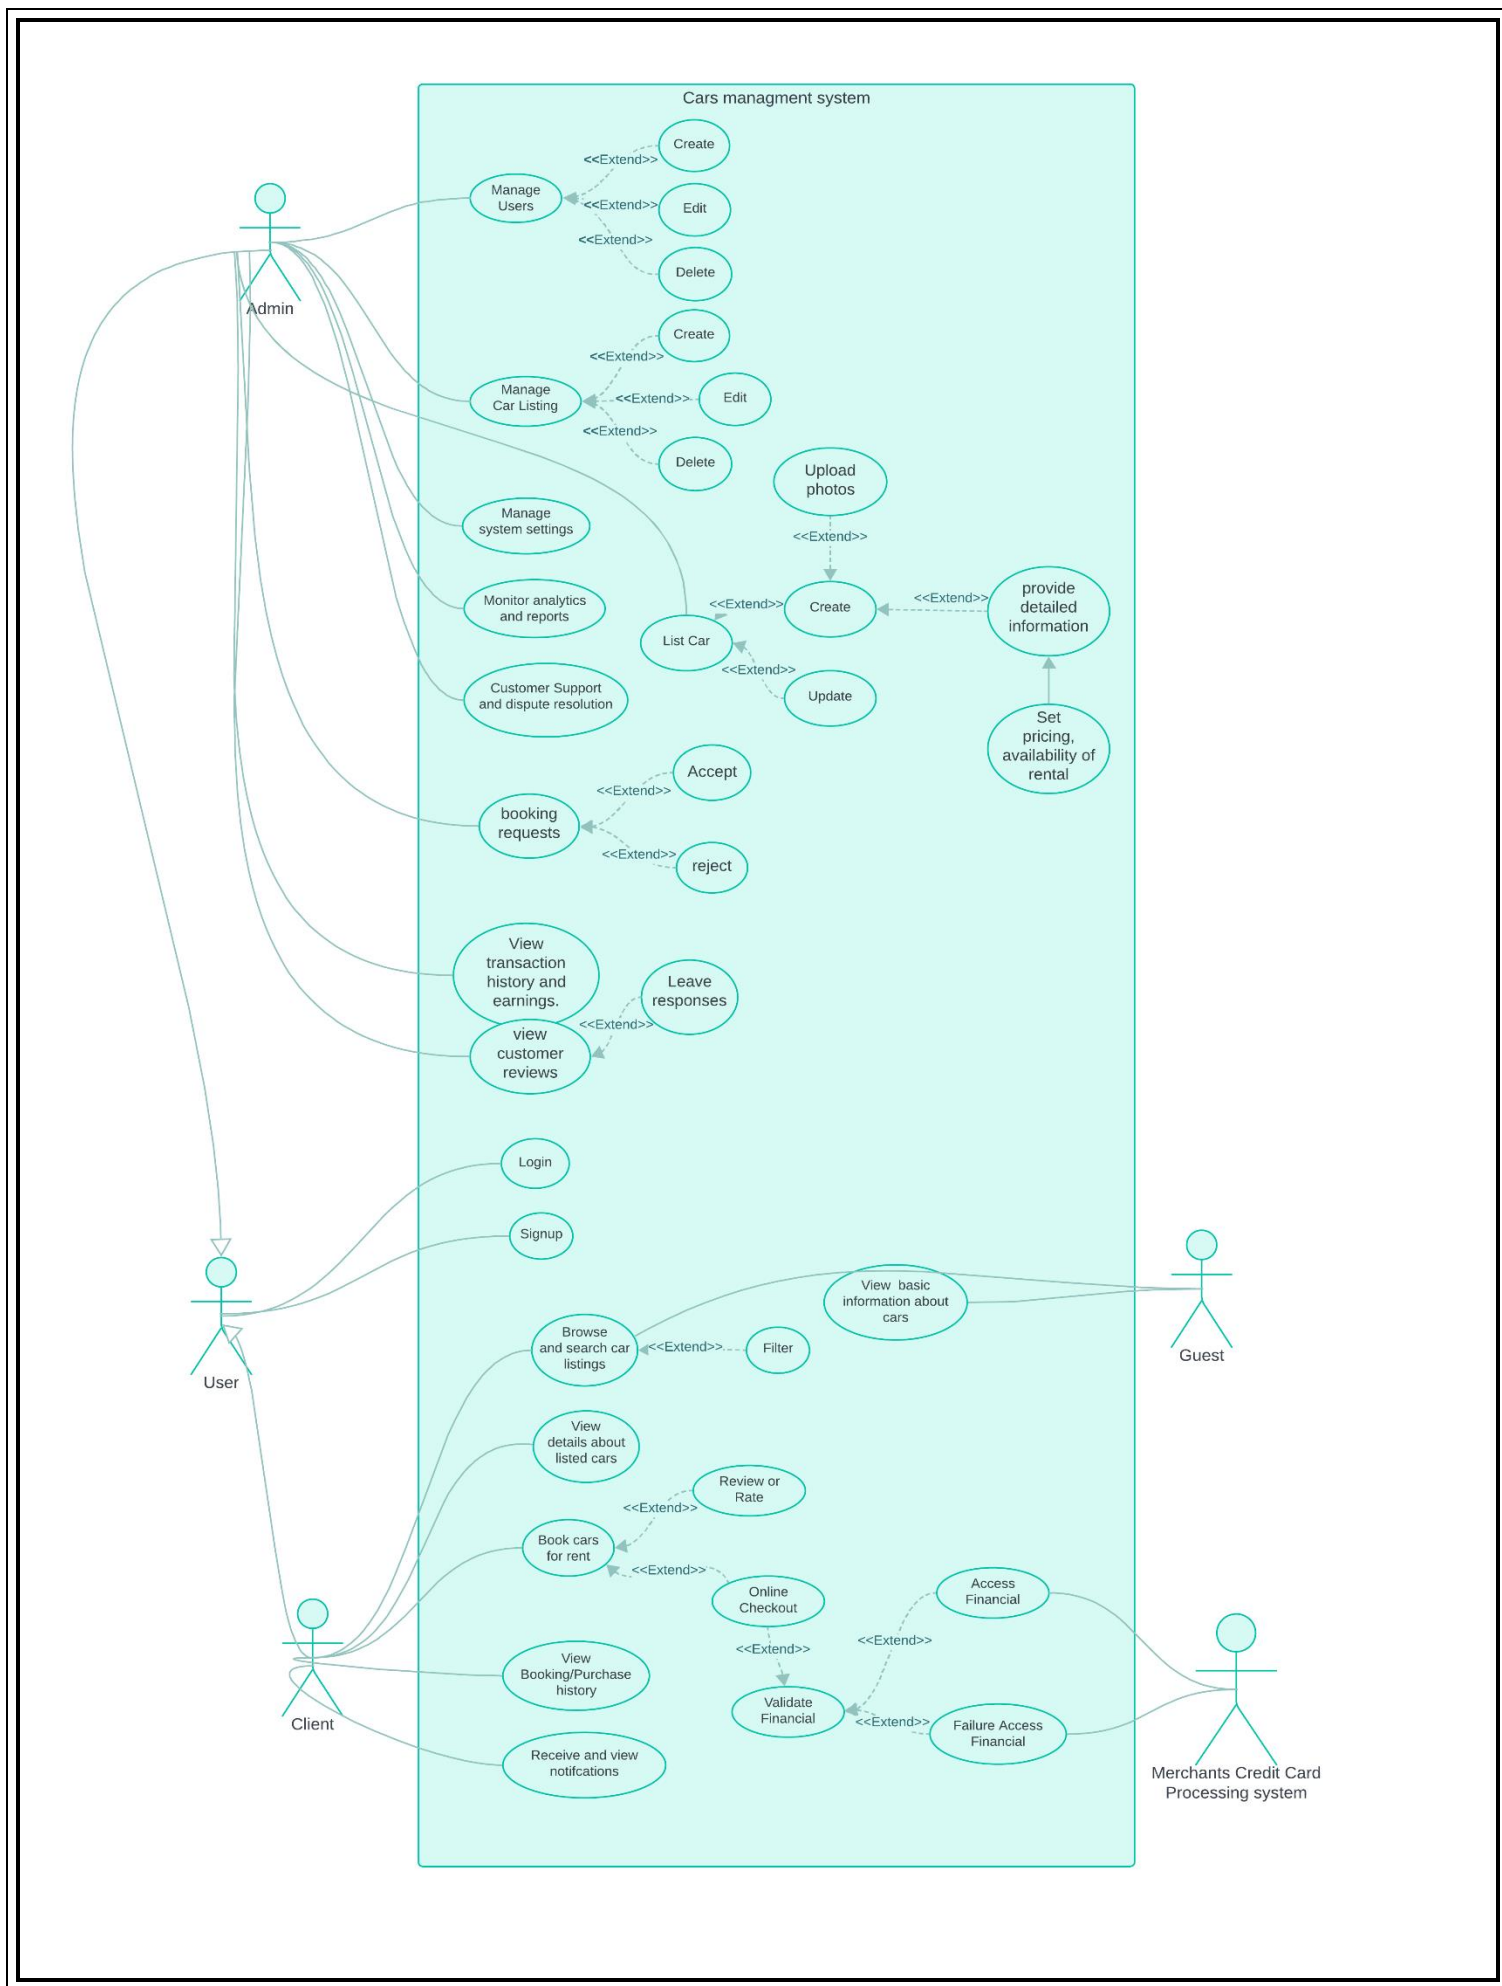 Cars managment system
Create
<<Extend>>
Manage
Users
<<Extend>>
Edit
<<Extend>>
Delete
Admin
Create
<<Extend>>
Manage
Car Listing
<<Extend>>
Edit
<<Extend>>
Delete
Upload
photos
Manage
system settings
<<Extend>>
provide
detailed
information
<<Extend>>
Create
<<Extend>>
Monitor analytics
and reports
List Car
<<Extend>>
Update
Customer Support
and dispute resolution
Set
pricing,
availability of
rental
Accept
<<Extend>>
booking
requests
<<Extend>>
reject
View
transaction
history and
earnings.
Leave
responses
<<Extend>>
view
customer
reviews
Login
Signup
View  basic
information about
cars
Browse
and search car
listings
<<Extend>>
Filter
Guest
User
View
details about
listed cars
Review or
Rate
<<Extend>>
Book cars
for rent
<<Extend>>
Online
Checkout
Access
Financial
<<Extend>>
<<Extend>>
View
Booking/Purchase
history
Validate
Financial
<<Extend>>
Failure Access
Financial
Client
Receive and view
notifcations
Merchants Credit Card
Processing system